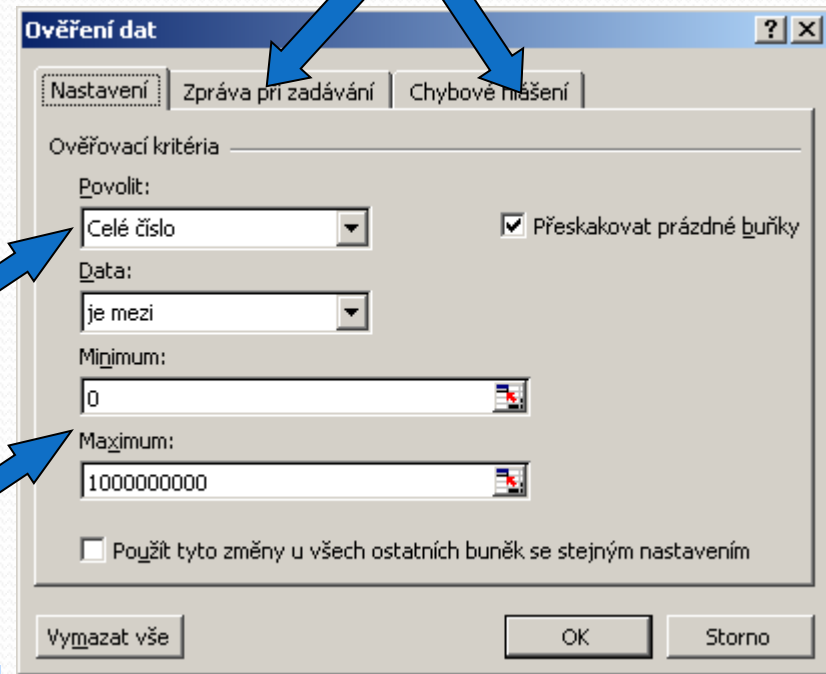 Ověření dat
Nastavení Zpráva při zadávání Chybové hlášení
Ověřovací kritéria
Povolit:
Celé číslo Přeskakovat prázdné buňky
Data:
je mezi
Minimum:
0
Maximum:
1000000000
Použít tyto změny u všech ostatních buněk se stejným nastavením
Vymazat vše OK Storno